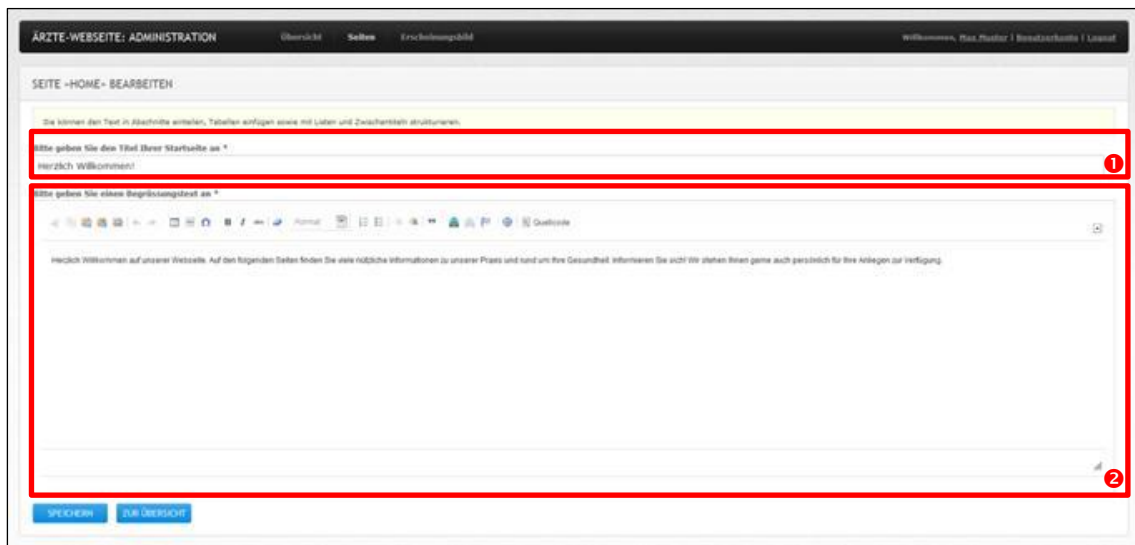 ÄRZTE-WEBSEITE: ADMINISTRATION Übersicht Seiten Erscheinungsbild Willkommen, Max Muster | Benutzerkonto | Logout
SEITE «HOME» BEARBEITEN
Sie können den Text in Abschnitte einteilen, Tabellen einfügen sowie mit Listen und Zwischentiteln strukturieren.
Bitte geben Sie den Titel Ihrer Startseite an *
Herzlich Willkommen!
❶
Bitte geben Sie einen Begrüssungstext an *
B I abc Format Quellcode
Herzlich Willkommen auf unserer Webseite. Auf den folgenden Seiten finden Sie viele nützliche Informationen zu unserer Praxis und rund um Ihre Gesundheit. Informieren Sie sich! Wir stehen Ihnen gerne auch persönlich für Ihre Anliegen zur Verfügung.
❷
SPEICHERN ZUR ÜBERSICHT